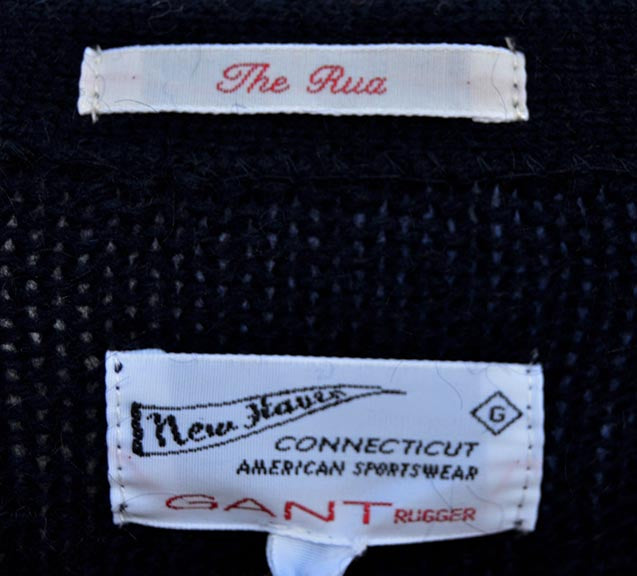 The Rua
New Haven
G
CONNECTICUT
AMERICAN SPORTSWEAR
GANT RUGGER